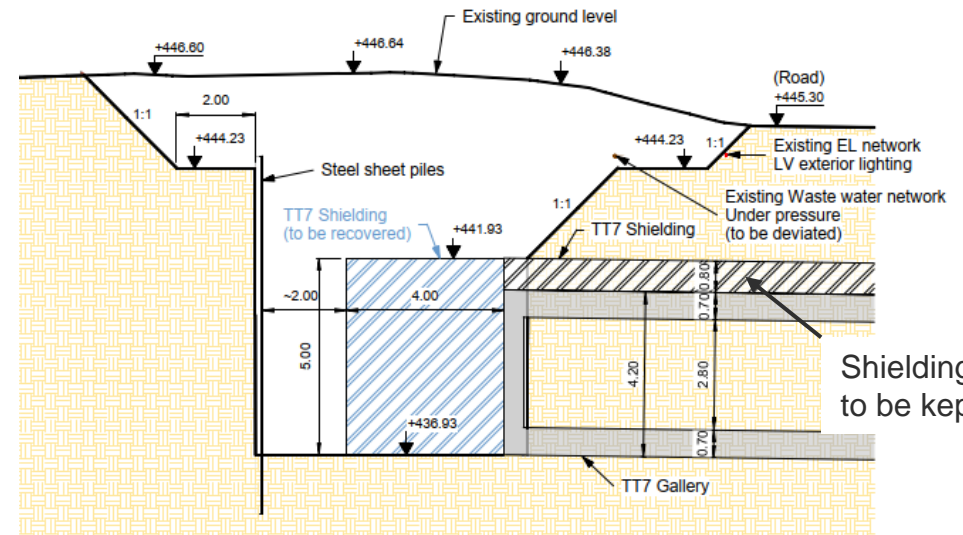 Existing ground level
+446.60
+446.64
+446.38
(Road)
+445.30
1:1
2.00
+444.23
+444.23
1:1
Existing EL network
LV exterior lighting
Steel sheet piles
Existing Waste water network
Under pressure
(to be deviated)
1:1
TT7 Shielding
(to be recovered)
+441.93
TT7 Shielding
~2.00
4.00
5.00
0.80
0.70
4.20
2.80
0.70
Shielding
to be kep
+436.93
TT7 Gallery